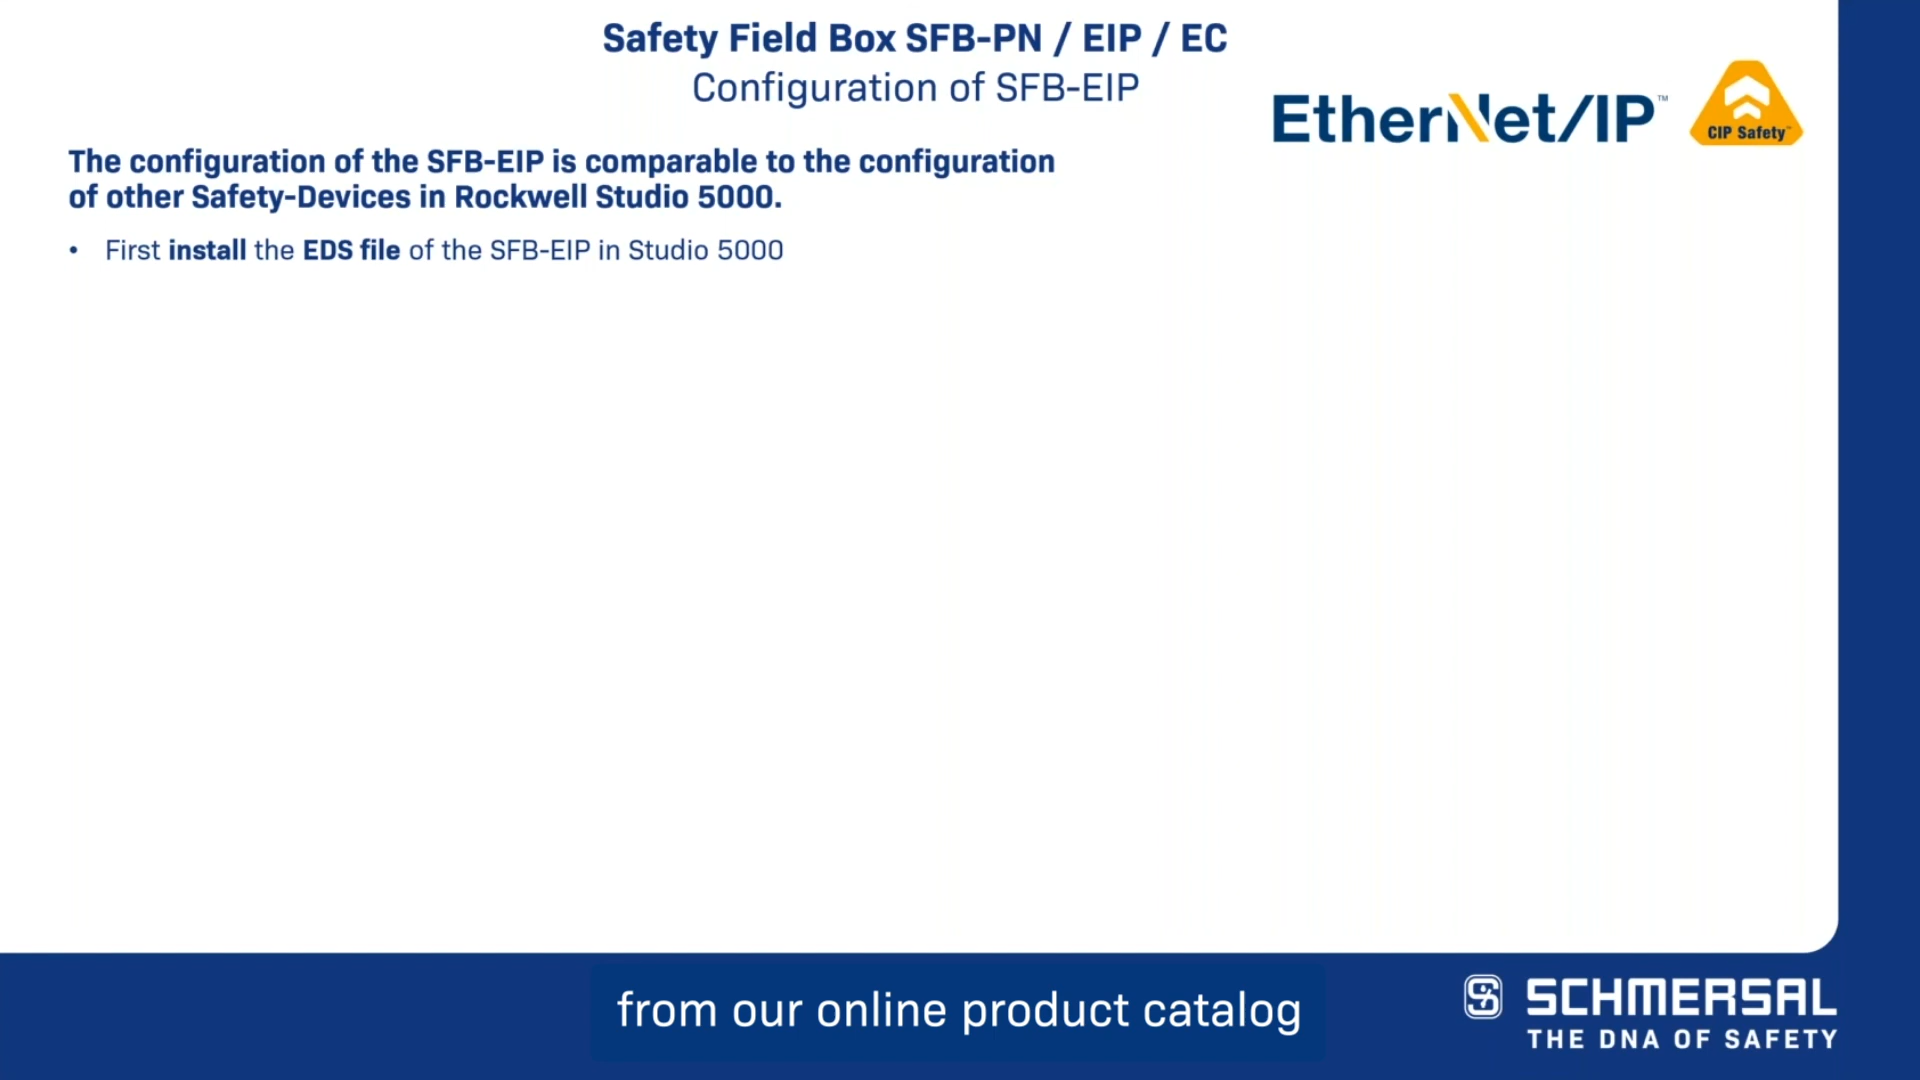 Safety Field Box SFB-PN / EIP / EC
Configuration of SFB-EIP
EtherNet/IP™
CIP Safety™
The configuration of the SFB-EIP is comparable to the configuration
of other Safety-Devices in Rockwell Studio 5000.
• First install the EDS file of the SFB-EIP in Studio 5000
from our online product catalog
SCHMERSAL
THE DNA OF SAFETY